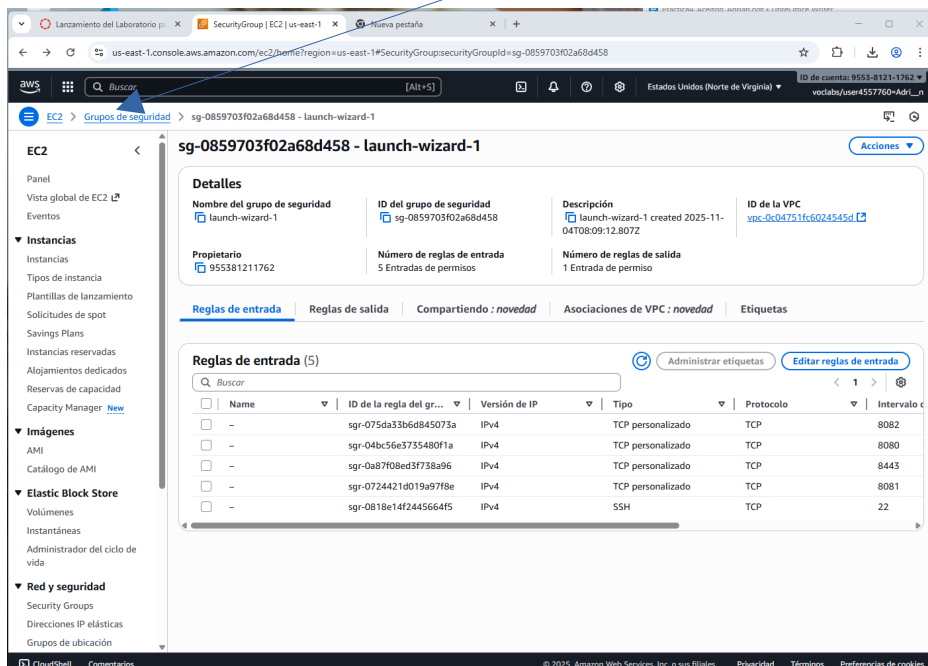 Lanzamiento del Laboratorio pa
SecurityGroup | EC2 | us-east-1
Nueva pestaña
us-east-1.console.aws.amazon.com/ec2/home?region=us-east-1#SecurityGroup:securityGroupId=sg-0859703f02a68d458
aws
Buscar
[Alt+S]
Estados Unidos (Norte de Virginia)
ID de cuenta: 9553-8121-1762
voclabs/user4557760=Adri__n
EC2 > Grupos de seguridad > sg-0859703f02a68d458 - launch-wizard-1
EC2
Panel
Vista global de EC2
Eventos
Instancias
Instancias
Tipos de instancia
Plantillas de lanzamiento
Solicitudes de spot
Savings Plans
Instancias reservadas
Alojamientos dedicados
Reservas de capacidad
Capacity Manager New
Imágenes
AMI
Catálogo de AMI
Elastic Block Store
Volúmenes
Instantáneas
Administrador del ciclo de
vida
Red y seguridad
Security Groups
Direcciones IP elásticas
Grupos de ubicación
sg-0859703f02a68d458 - launch-wizard-1
Acciones
Detalles
Nombre del grupo de seguridad
launch-wizard-1
ID del grupo de seguridad
sg-0859703f02a68d458
Descripción
launch-wizard-1 created 2025-11-
04T08:09:12.807Z
ID de la VPC
vpc-0c04751fc6024545d
Propietario
955381211762
Número de reglas de entrada
5 Entradas de permisos
Número de reglas de salida
1 Entrada de permiso
Reglas de entrada
Reglas de salida
Compartiendo : novedad
Asociaciones de VPC : novedad
Etiquetas
Reglas de entrada (5)
Administrar etiquetas
Editar reglas de entrada
Buscar
< 1 >
Name | ID de la regla del gr... | Versión de IP | Tipo | Protocolo | Intervalo
– sgr-075da33b6d845073a IPv4 TCP personalizado TCP 8082
– sgr-04bc56e3735480f1a IPv4 TCP personalizado TCP 8080
– sgr-0a87f08ed3f738a96 IPv4 TCP personalizado TCP 8443
– sgr-0724421d019a97f8e IPv4 TCP personalizado TCP 8081
– sgr-0818e14f2445664f5 IPv4 SSH TCP 22
CloudShell Comentarios
© 2025, Amazon Web Services, Inc. o sus filiales. Privacidad Términos Preferencias de cookies